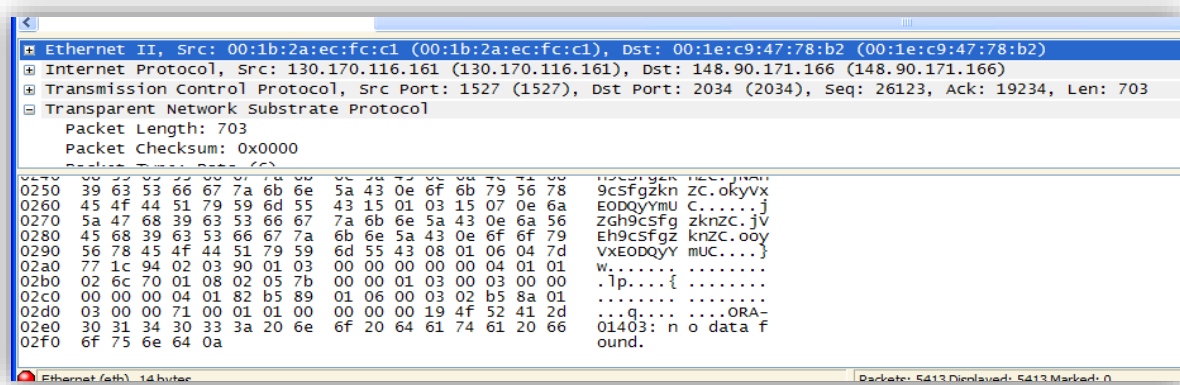 Ethernet II, Src: 00:1b:2a:ec:fc:c1 (00:1b:2a:ec:fc:c1), Dst: 00:1e:c9:47:78:b2 (00:1e:c9:47:78:b2)
Internet Protocol, Src: 130.170.116.161 (130.170.116.161), Dst: 148.90.171.166 (148.90.171.166)
Transmission Control Protocol, Src Port: 1527 (1527), Dst Port: 2034 (2034), Seq: 26123, Ack: 19234, Len: 703
Transparent Network Substrate Protocol
Packet Length: 703
Packet Checksum: 0x0000
0250 39 63 53 66 67 7a 6b 6e 5a 43 0e 6f 6b 79 56 78 9cSfgzkn ZC.okyVx
0260 45 4f 44 51 79 59 6d 55 43 15 01 03 15 07 0e 6a EODQyYmU C......j
0270 5a 47 68 39 63 53 66 67 7a 6b 6e 5a 43 0e 6a 56 ZGh9cSfg zknZC.jV
0280 45 68 39 63 53 66 67 7a 6b 6e 5a 43 0e 6f 6f 79 Eh9cSfgz knZC.ooy
0290 56 78 45 4f 44 51 79 59 6d 55 43 08 01 06 04 7d VxEODQyY mUC....}
02a0 77 1c 94 02 03 90 01 03 00 00 00 00 00 04 01 01 w....... ........
02b0 02 6c 70 01 08 02 05 7b 00 00 01 03 00 03 00 00 .lp....{ ........
02c0 00 00 00 04 01 82 b5 89 01 06 00 03 02 b5 8a 01 ........ ........
02d0 03 00 00 71 00 01 01 00 00 00 00 19 4f 52 41 2d ...q.... ....ORA-
02e0 30 31 34 30 33 3a 20 6e 6f 20 64 61 74 61 20 66 01403: n o data f
02f0 6f 75 6e 64 0a ound.
Ethernet (eth), 14 bytes Packets: 5413 Displayed: 5413 Marked: 0